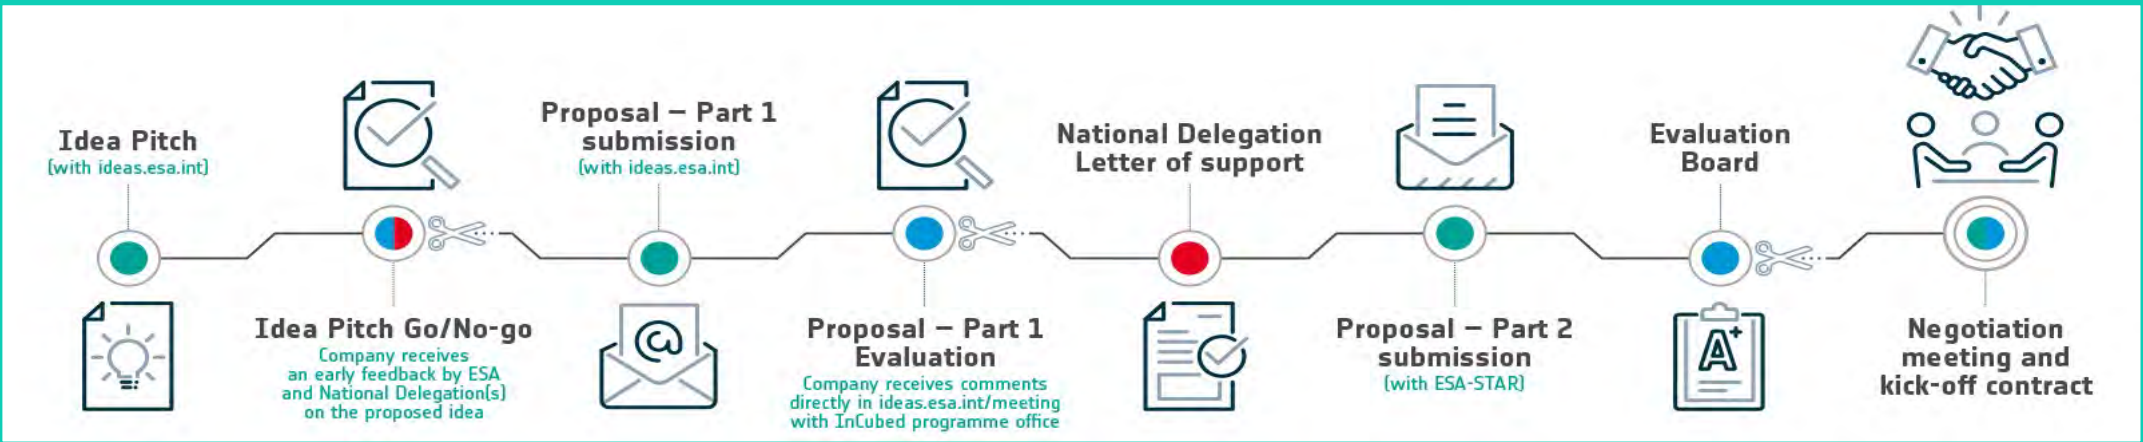 Idea Pitch
(with ideas.esa.int)
Idea Pitch Go/No-go
Company receives
an early feedback by ESA
and National Delegation(s)
on the proposed idea
Proposal – Part 1
submission
(with ideas.esa.int)
@
Proposal – Part 1
Evaluation
Company receives comments
directly in ideas.esa.int/meeting
with InCubed programme office
National Delegation
Letter of support
Proposal – Part 2
submission
(with ESA-STAR)
Evaluation
Board
A+
Negotiation
meeting and
kick-off contract